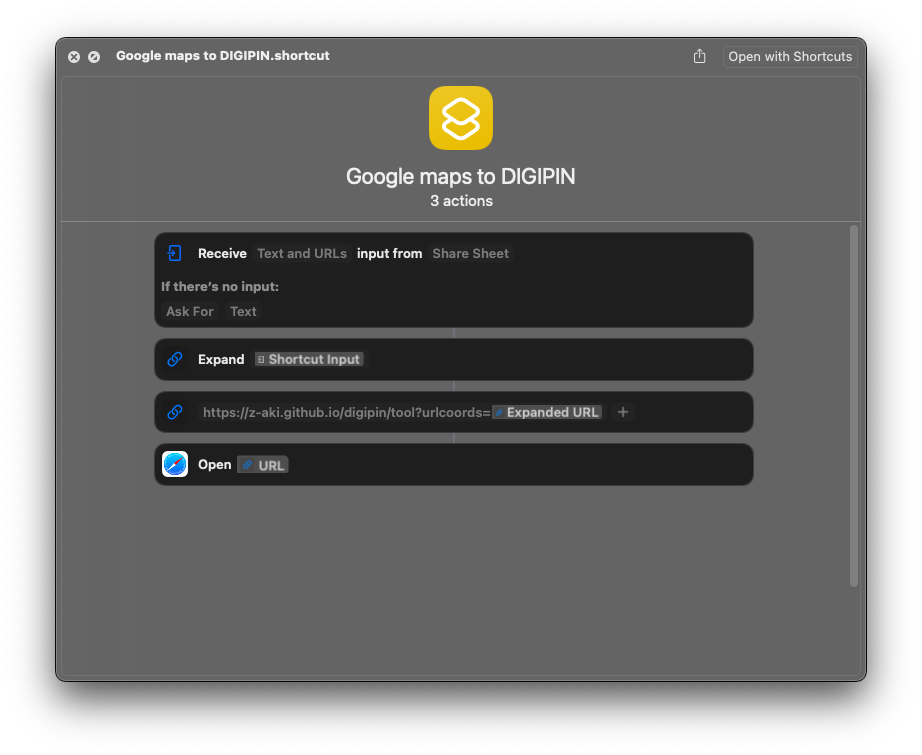 Google maps to DIGIPIN.shortcut
Open with Shortcuts
Google maps to DIGIPIN
3 actions
Receive Text and URLs input from Share Sheet
If there's no input:
Ask For Text
Expand Shortcut Input
https://z-aki.github.io/digipin/tool?urlcoords= Expanded URL +
Open URL